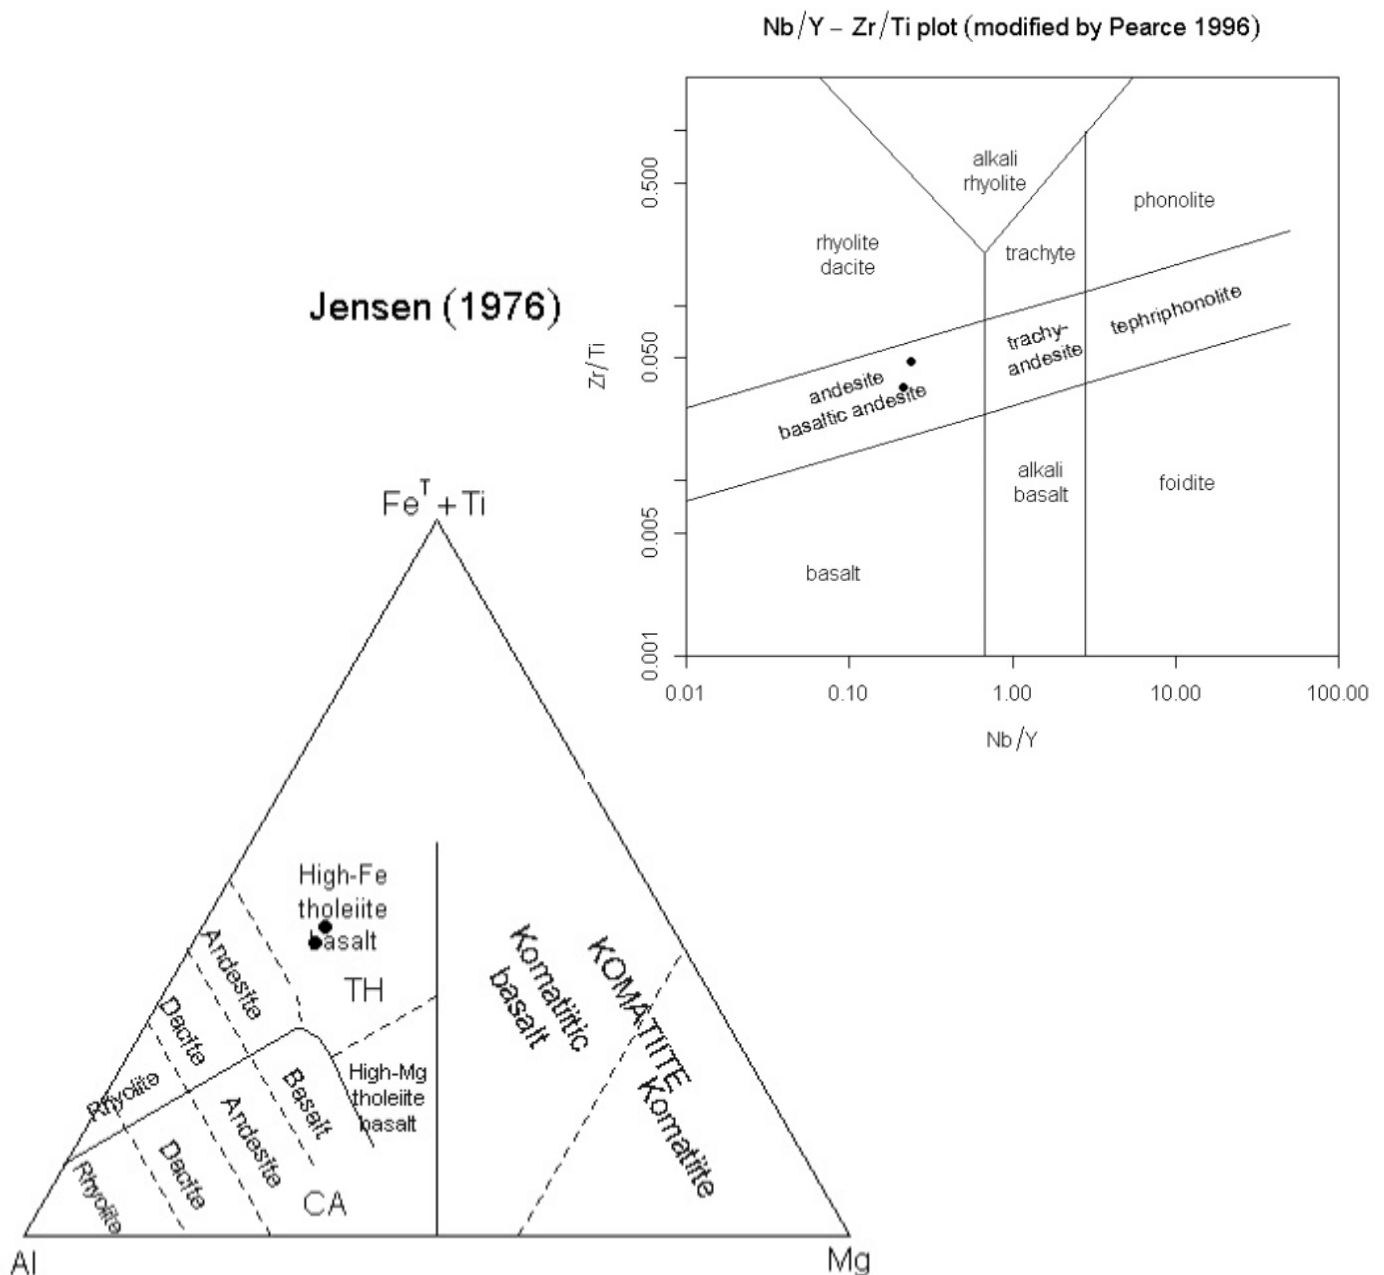 Nb/Y – Zr/Ti plot (modified by Pearce 1996)
alkali
rhyolite
phonolite
rhyolite
dacite
trachyte
tephriphonolite
trachy-
andesite
andesite
basaltic andesite
alkali
basalt
foidite
basalt
Zr/Ti
0.500
0.050
0.005
0.001
0.01
0.10
1.00
10.00
100.00
Nb/Y
Jensen (1976)
Feᵀ+Ti
High-Fe
tholeiite
basalt
TH
Andesite
Dacite
Rhyolite
Komatiitic
basalt
KOMATIITE
Komatiite
High-Mg
tholeiite
basalt
Basalt
Andesite
Dacite
Rhyolite
CA
Al
Mg